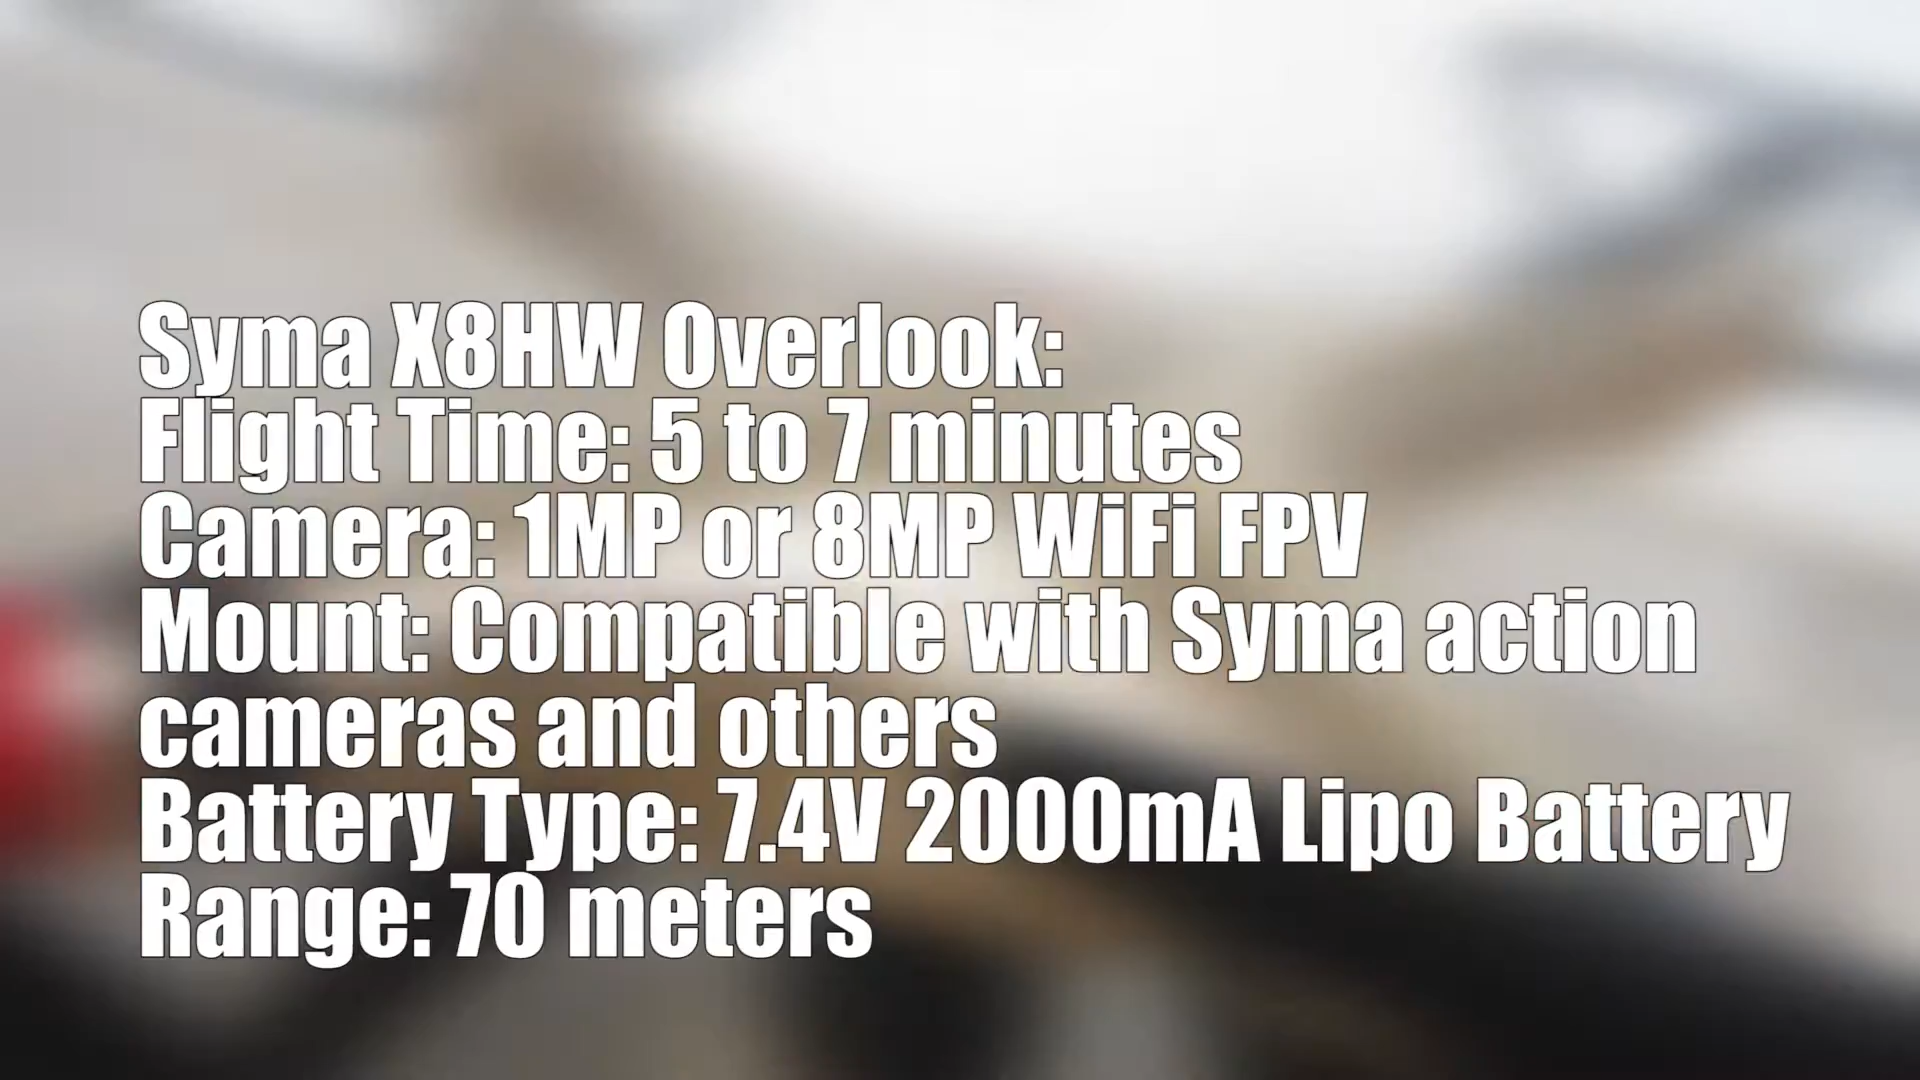 Syma X8HW Overlook:
Flight Time: 5 to 7 minutes
Camera: 1MP or 8MP WiFi FPV
Mount: Compatible with Syma action
cameras and others
Battery Type: 7.4V 2000mA Lipo Battery
Range: 70 meters